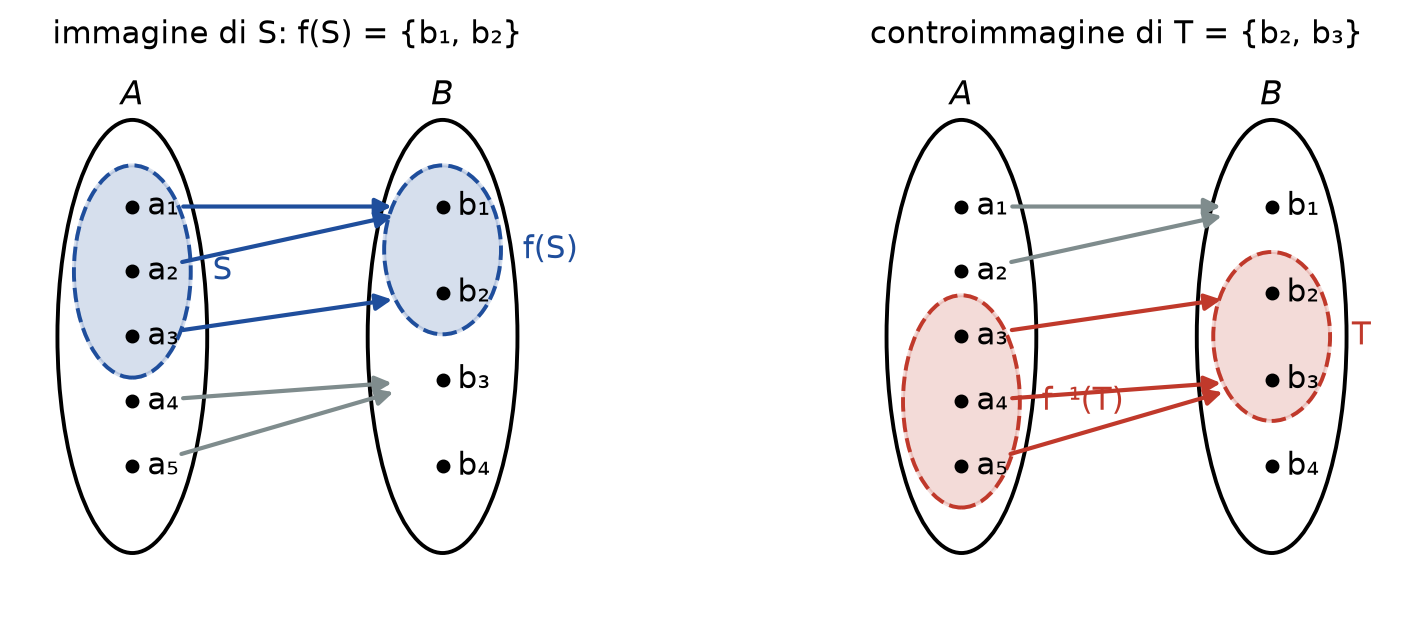 immagine di S: f(S) = {b₁, b₂}
A
B
a₁
a₂
a₃
a₄
a₅
S
b₁
b₂
b₃
b₄
f(S)
controimmagine di T = {b₂, b₃}
A
B
a₁
a₂
a₃
a₄
a₅
f⁻¹(T)
b₁
b₂
b₃
b₄
T